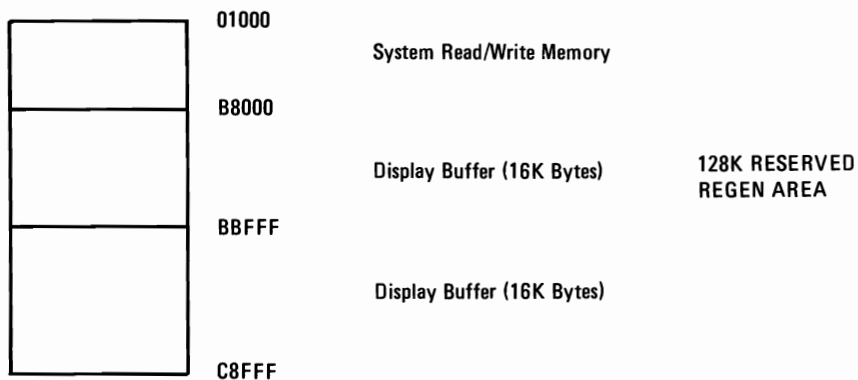 01000
System Read/Write Memory
B8000
Display Buffer (16K Bytes)
128K RESERVED
REGEN AREA
BBFFF
Display Buffer (16K Bytes)
C8FFF